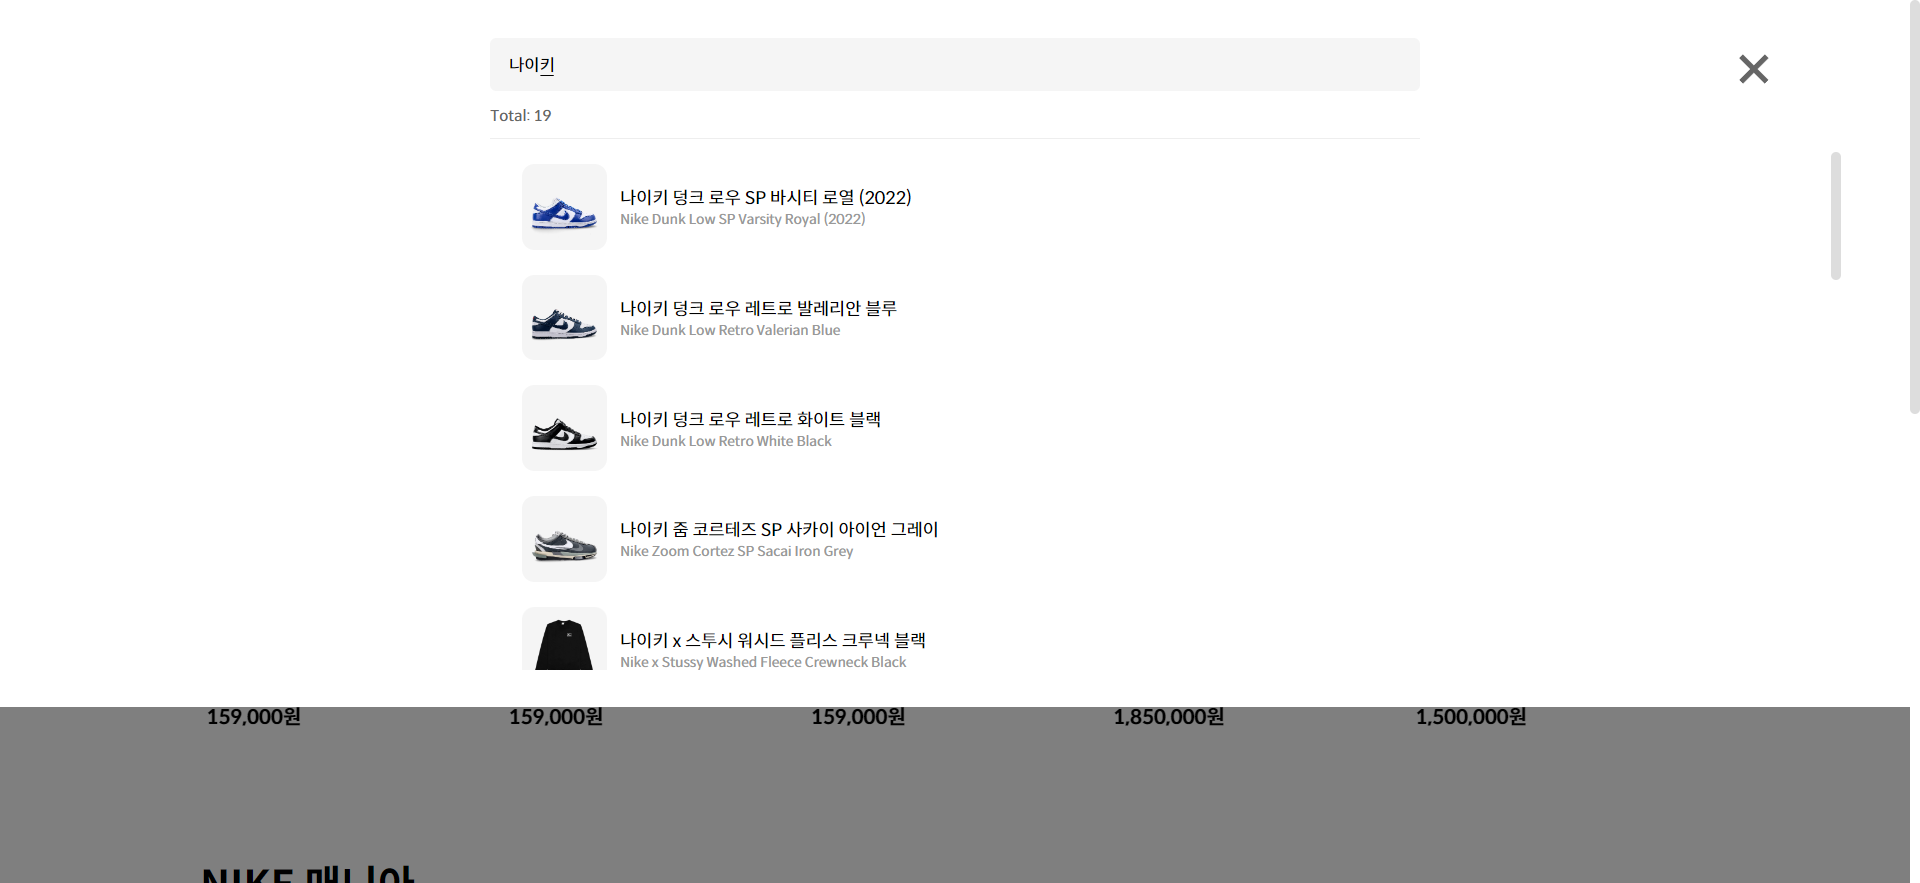 나이키
Total: 19
나이키 덩크 로우 SP 바시티 로열 (2022)
Nike Dunk Low SP Varsity Royal (2022)
나이키 덩크 로우 레트로 발레리안 블루
Nike Dunk Low Retro Valerian Blue
나이키 덩크 로우 레트로 화이트 블랙
Nike Dunk Low Retro White Black
나이키 줌 코르테즈 SP 사카이 아이언 그레이
Nike Zoom Cortez SP Sacai Iron Grey
나이키 x 스투시 워시드 플리스 크루넥 블랙
Nike x Stussy Washed Fleece Crewneck Black
159,000원 159,000원 159,000원 1,850,000원 1,500,000원
NIKE 매니아